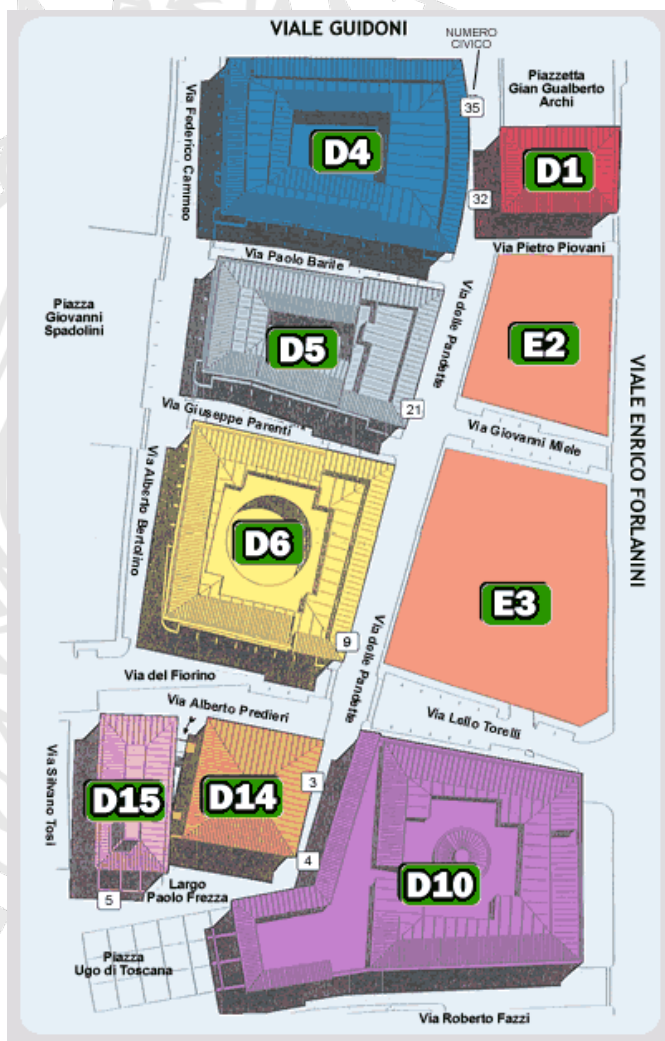 VIALE GUIDONI
NUMERO
CIVICO
Piazzetta
Gian Gualberto
Archi
Via Federico Cammeo
35
D4
D1
32
Via Pietro Piovani
Via Paolo Barile
Piazza
Giovanni
Spadolini
Via delle Pandette
D5
E2
VIALE ENRICO FORLANINI
21
Via Giuseppe Parenti
Via Giovanni Miele
Via Alberto Bertolino
D6
E3
9
Via delle Pandette
Via del Fiorino
Via Alberto Predieri
Via Lello Torelli
Via Silvano Tosi
D15
D14
3
4
D10
5
Largo
Paolo Frezza
Piazza
Ugo di Toscana
Via Roberto Fazzi